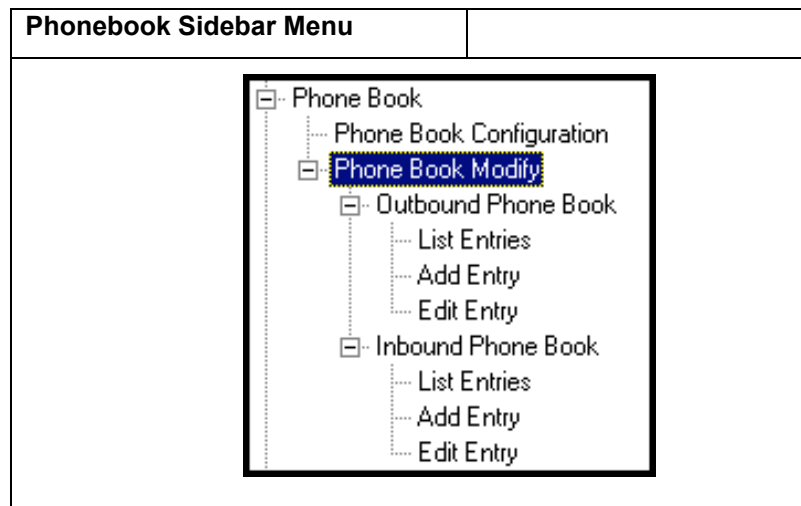 Phonebook Sidebar Menu
Phone Book
Phone Book Configuration
Phone Book Modify
Outbound Phone Book
List Entries
Add Entry
Edit Entry
Inbound Phone Book
List Entries
Add Entry
Edit Entry